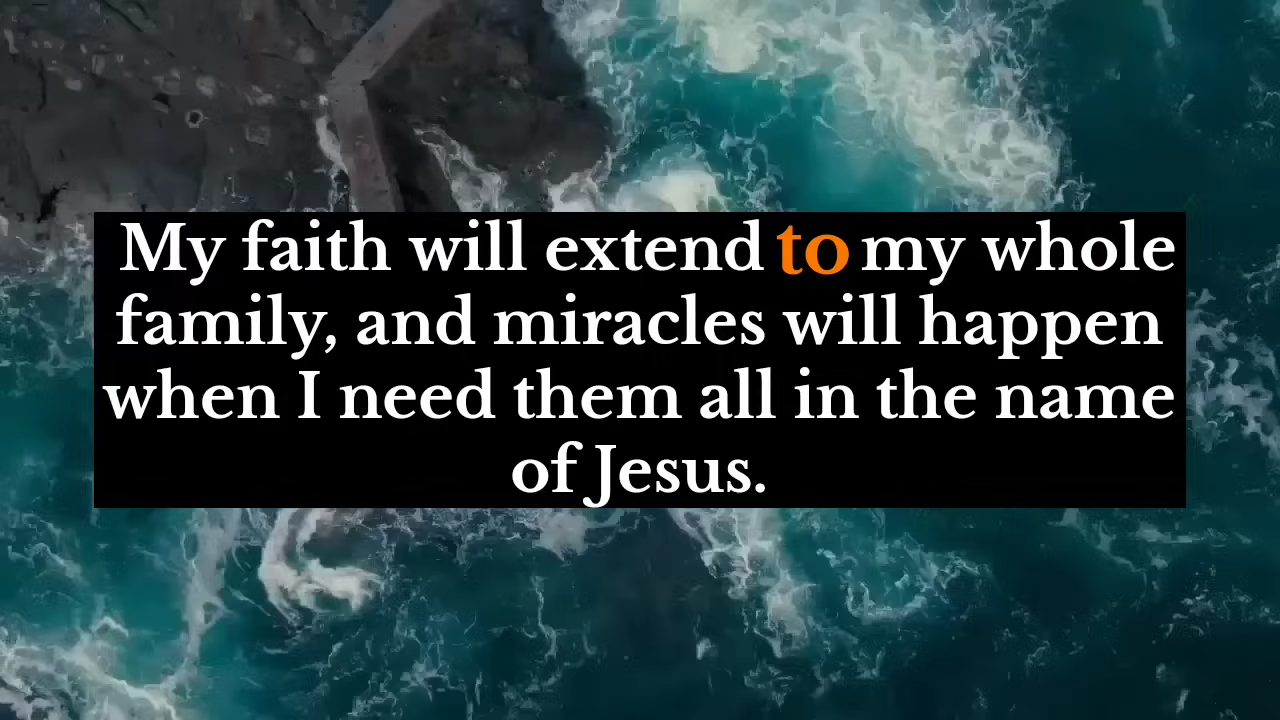 My faith will extend to my whole
family, and miracles will happen
when I need them all in the name
of Jesus.